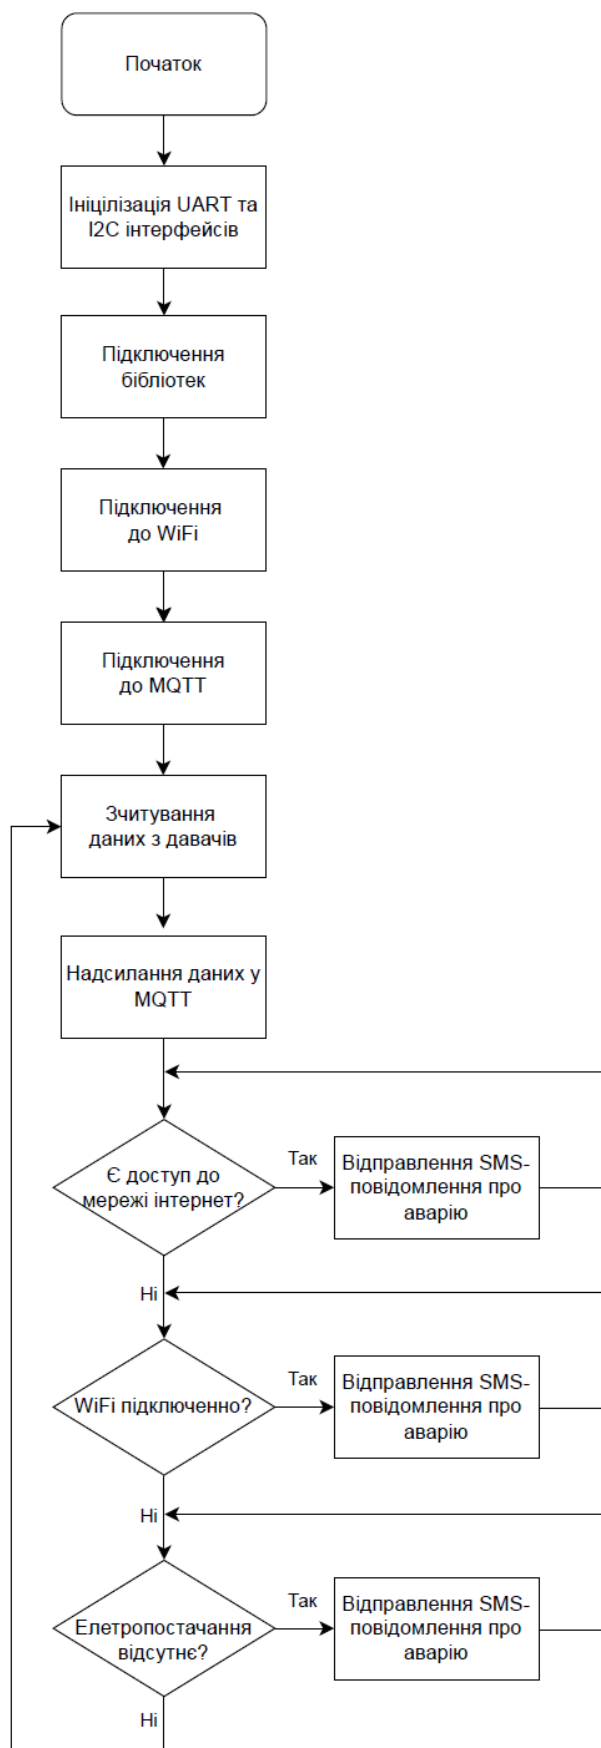 Початок
Ініцілізація UART та
I2C інтерфейсів
Підключення
бібліотек
Підключення
до WiFi
Підключення
до MQTT
Зчитування
даних з давачів
Надсилання даних у
MQTT
Є доступ до
мережі інтернет?
Так
Відправлення SMS-
повідомлення про
аварію
Ні
WiFi підключенно?
Так
Відправлення SMS-
повідомлення про
аварію
Ні
Елетропостачання
відсутнє?
Так
Відправлення SMS-
повідомлення про
аварію
Ні